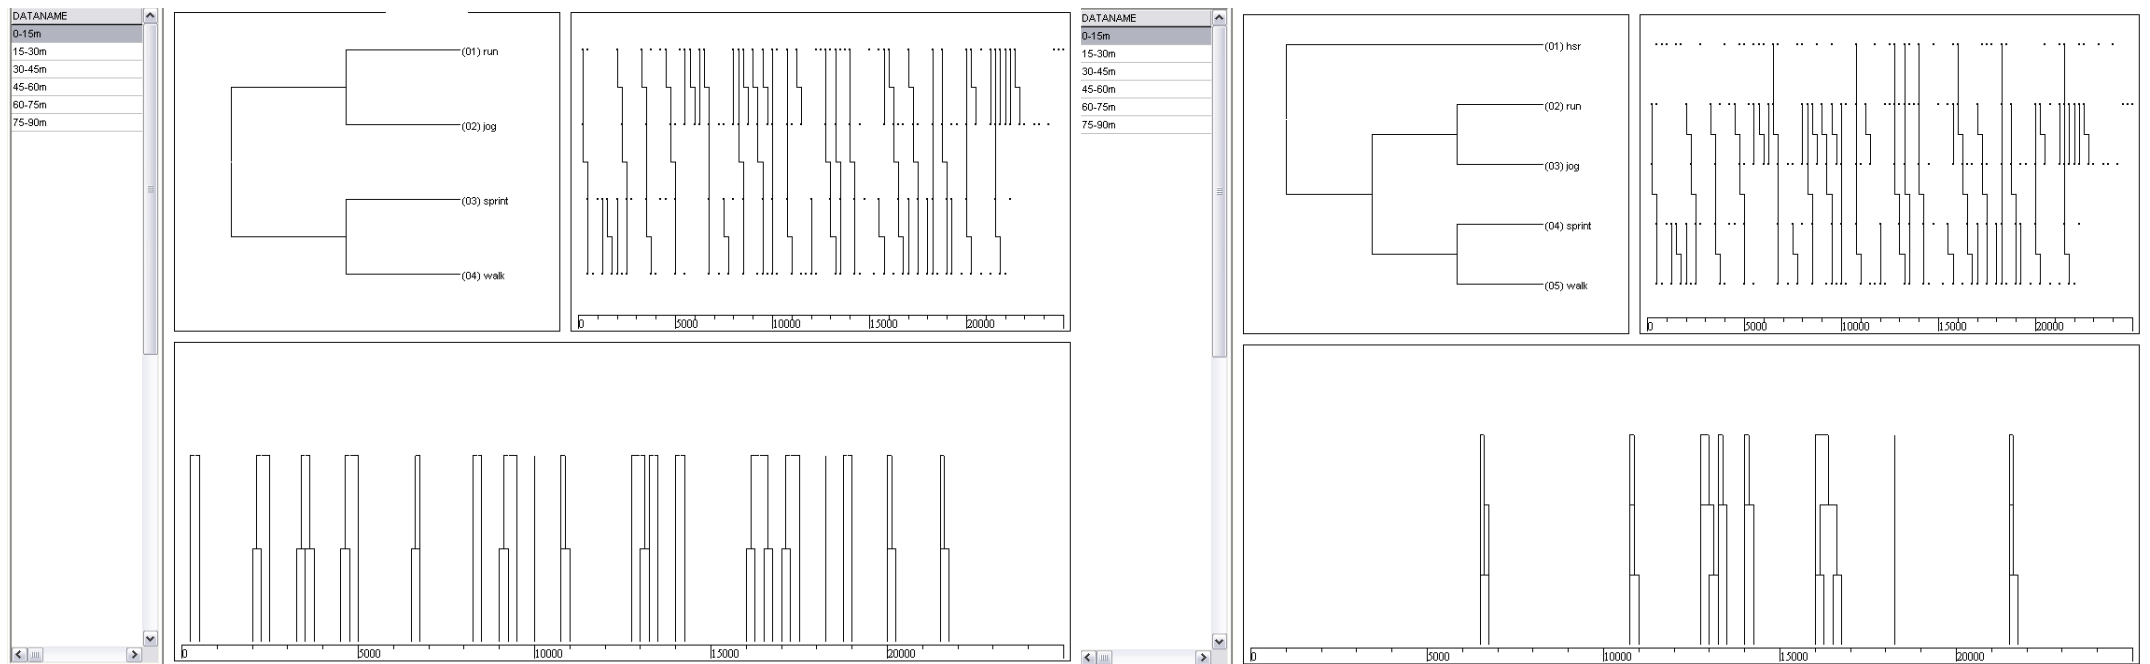 DATANAME
0-15m
15-30m
30-45m
45-60m
60-75m
75-90m
(01) run
(02) jog
(03) sprint
(04) walk
0 5000 10000 15000 20000
0 5000 10000 15000 20000
DATANAME
0-15m
15-30m
30-45m
45-60m
60-75m
75-90m
(01) hsr
(02) run
(03) jog
(04) sprint
(05) walk
0 5000 10000 15000 20000
0 5000 10000 15000 20000